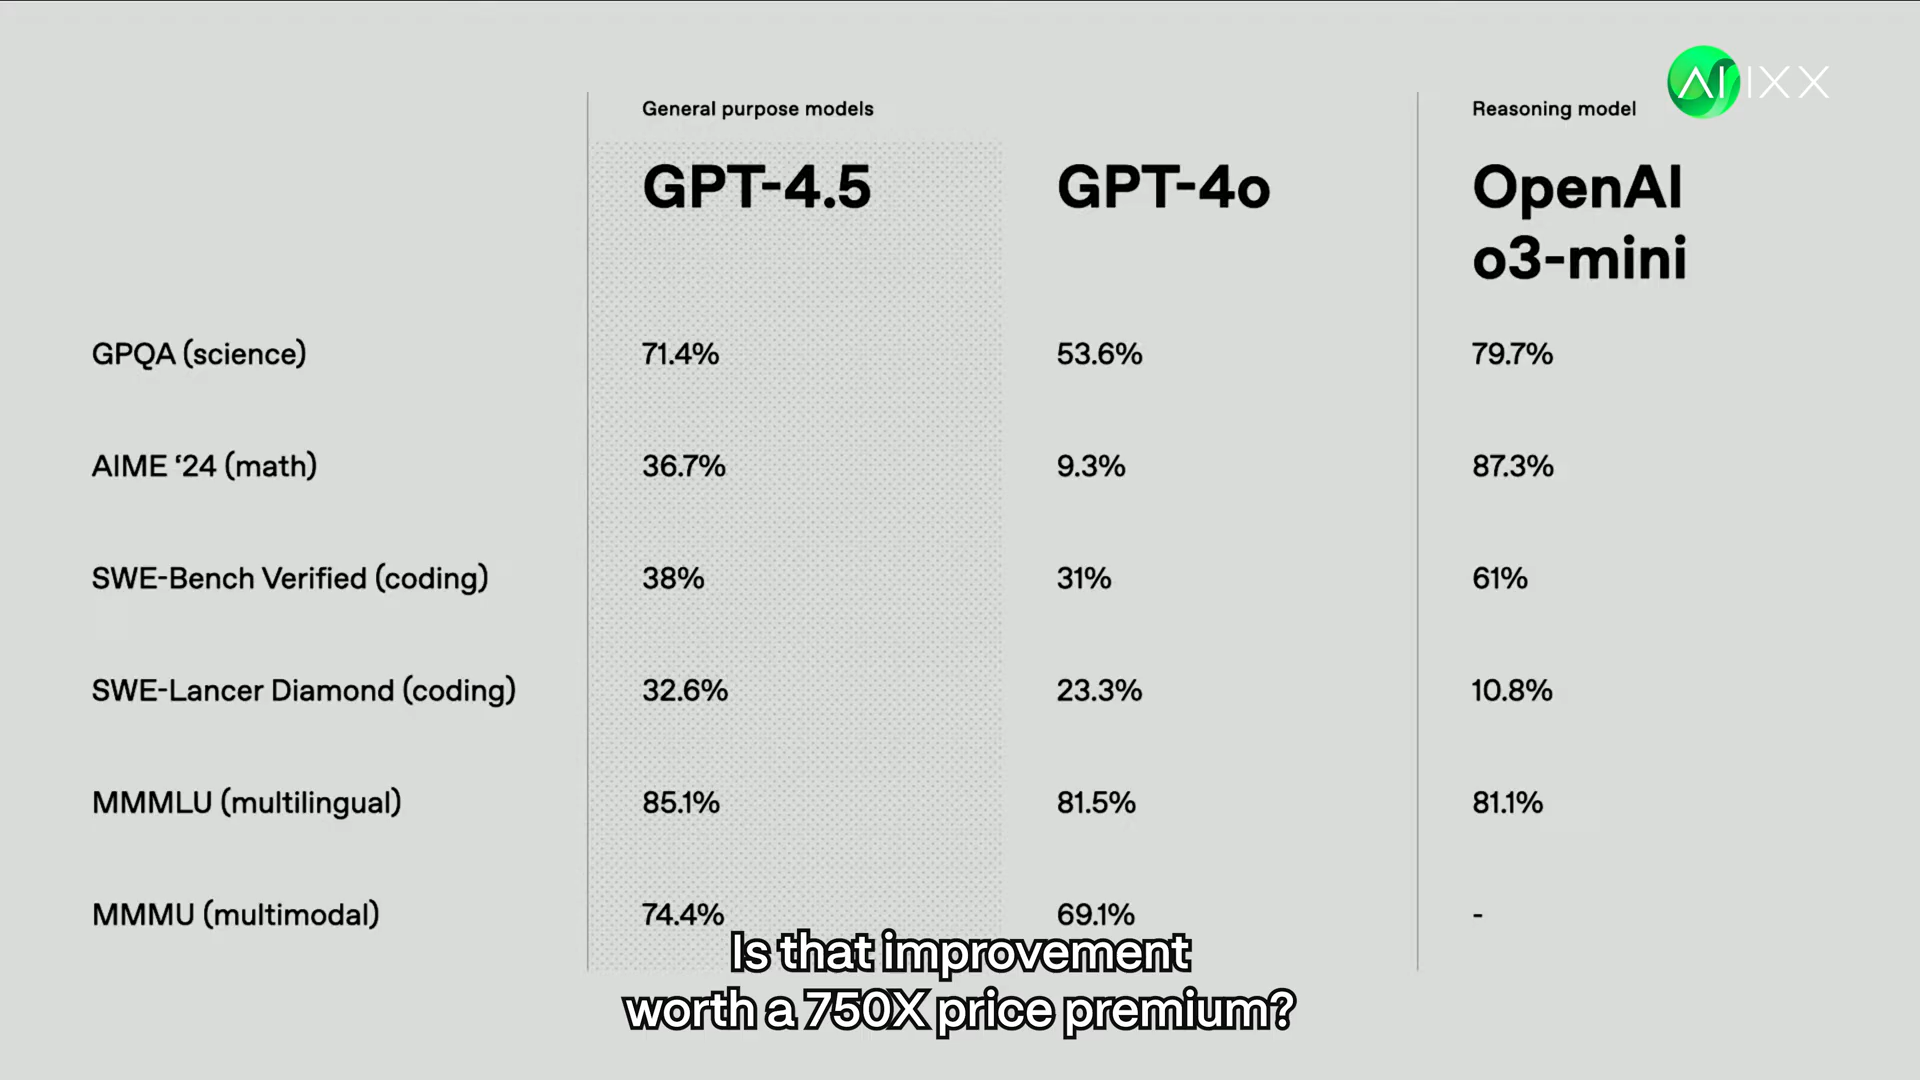 AIIXX
General purpose models
Reasoning model
GPT-4.5
GPT-4o
OpenAI
o3-mini
GPQA (science)
71.4%
53.6%
79.7%
AIME ‘24 (math)
36.7%
9.3%
87.3%
SWE-Bench Verified (coding)
38%
31%
61%
SWE-Lancer Diamond (coding)
32.6%
23.3%
10.8%
MMMLU (multilingual)
85.1%
81.5%
81.1%
MMMU (multimodal)
74.4%
69.1%
-
Is that improvement
worth a 750X price premium?